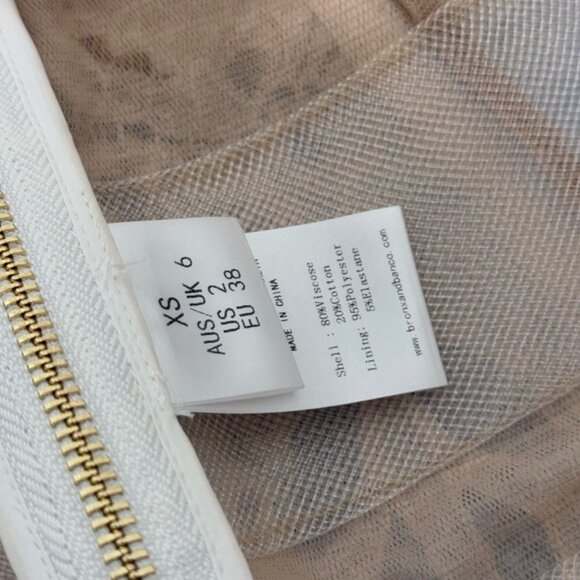 XS
AUS/UK 6
US 2
EU 38
MADE IN CHINA
Shell : 80%Viscose
20%Cotton
Lining: 95%Polyester
5%Elastane
www.bronxandbanco.com